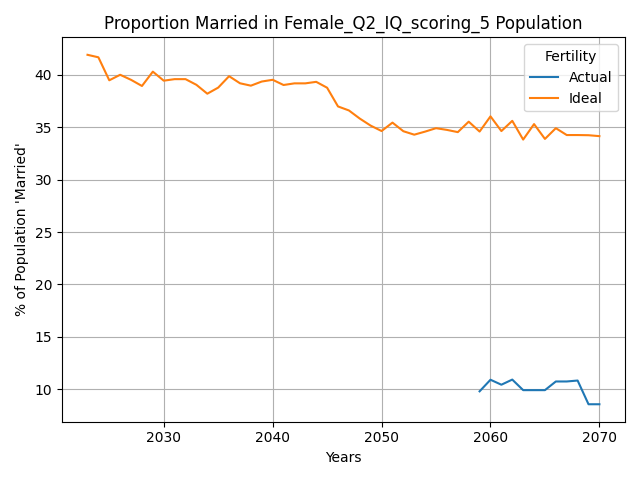 Proportion Married in Female_Q2_IQ_scoring_5 Population
Fertility
Actual
Ideal
% of Population 'Married'
40
35
30
25
20
15
10
2030
2040
2050
2060
2070
Years